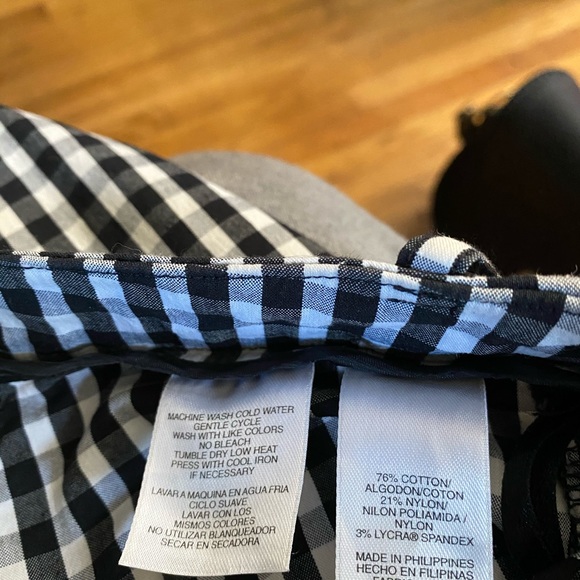 MACHINE WASH COLD WATER
GENTLE CYCLE
WASH WITH LIKE COLORS
NO BLEACH
TUMBLE DRY LOW HEAT
PRESS WITH COOL IRON
IF NECESSARY
LAVAR A MAQUINA EN AGUA FRIA
CICLO SUAVE
LAVAR CON LOS
MISMOS COLORES
NO UTILIZAR BLANQUEADOR
SECAR EN SECADORA
76% COTTON/
ALGODON/COTON
21% NYLON/
NILON POLIAMIDA/
NYLON
3% LYCRA® SPANDEX
MADE IN PHILIPPINES
HECHO EN FILIPINAS